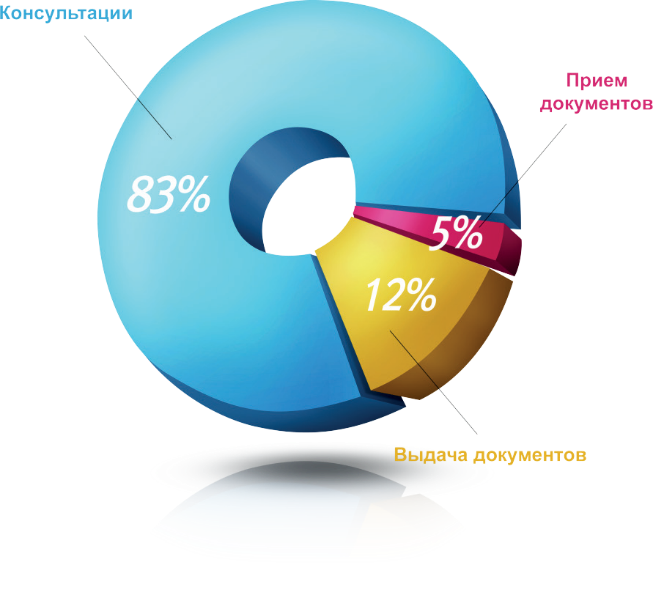 Консультации
Прием
документов
83%
5%
12%
Выдача документов